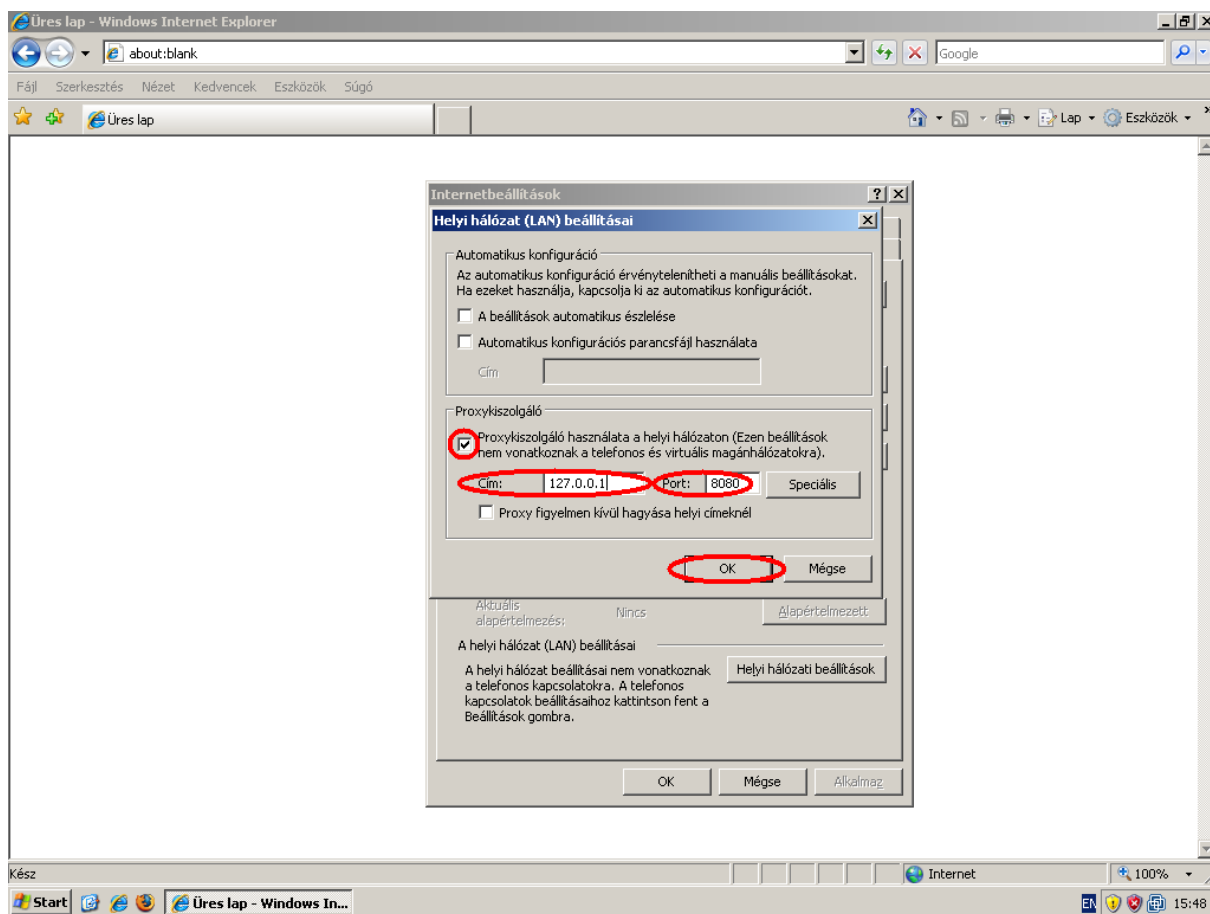 Üres lap - Windows Internet Explorer
about:blank
Google
Fájl Szerkesztés Nézet Kedvencek Eszközök Súgó
Üres lap
Lap
Eszközök
Internetbeállítások
Helyi hálózat (LAN) beállításai
Automatikus konfiguráció
Az automatikus konfiguráció érvénytelenítheti a manuális beállításokat.
Ha ezeket használja, kapcsolja ki az automatikus konfigurációt.
A beállítások automatikus észlelése
Automatikus konfigurációs parancsfájl használata
Cím
Proxykiszolgáló
Proxykiszolgáló használata a helyi hálózaton (Ezen beállítások
nem vonatkoznak a telefonos és virtuális magánhálózatokra).
Cím: 127.0.0.1 Port: 8080 Speciális
Proxy figyelmen kívül hagyása helyi címeknél
OK Mégse
Aktuális
alapértelmezés:
Nincs
Alapértelmezett
A helyi hálózat (LAN) beállításai
A helyi hálózat beállításai nem vonatkoznak
a telefonos kapcsolatokra. A telefonos
kapcsolatok beállításaihoz kattintson fent a
Beállítások gombra.
Helyi hálózati beállítások
OK Mégse Alkalmaz
Kész
Internet
100%
Start
Üres lap - Windows In...
EN
15:48